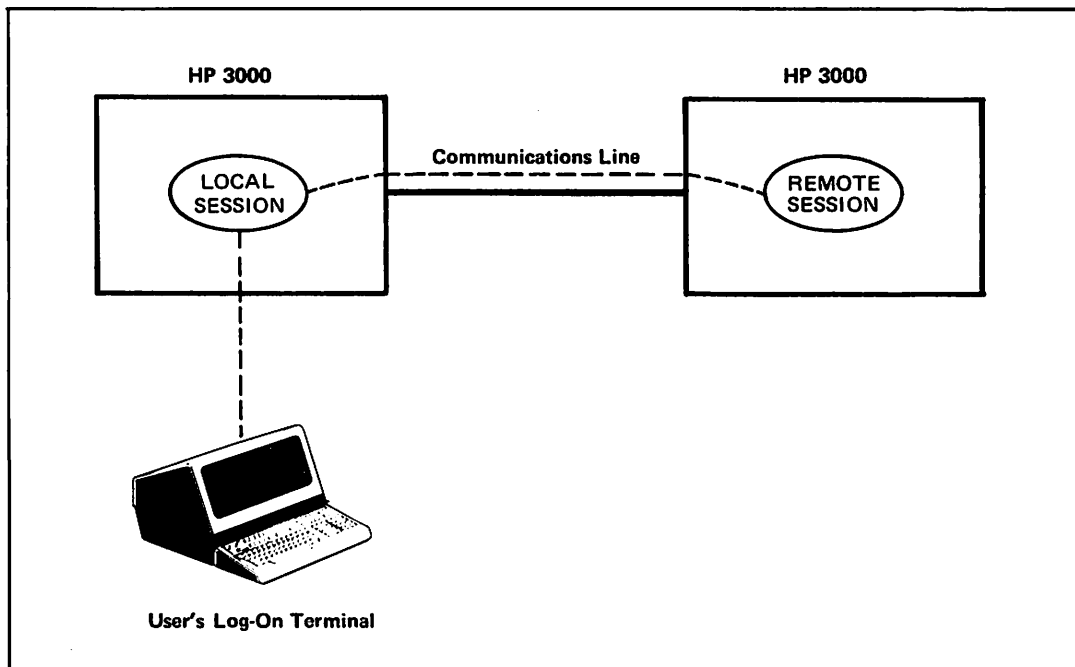 HP 3000
HP 3000
Communications Line
LOCAL
SESSION
REMOTE
SESSION
User's Log-On Terminal